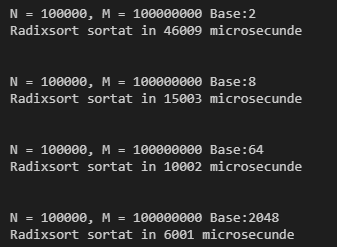 N = 100000, M = 100000000 Base:2
Radixsort sortat in 46009 microsecunde
N = 100000, M = 100000000 Base:8
Radixsort sortat in 15003 microsecunde
N = 100000, M = 100000000 Base:64
Radixsort sortat in 10002 microsecunde
N = 100000, M = 100000000 Base:2048
Radixsort sortat in 6001 microsecunde